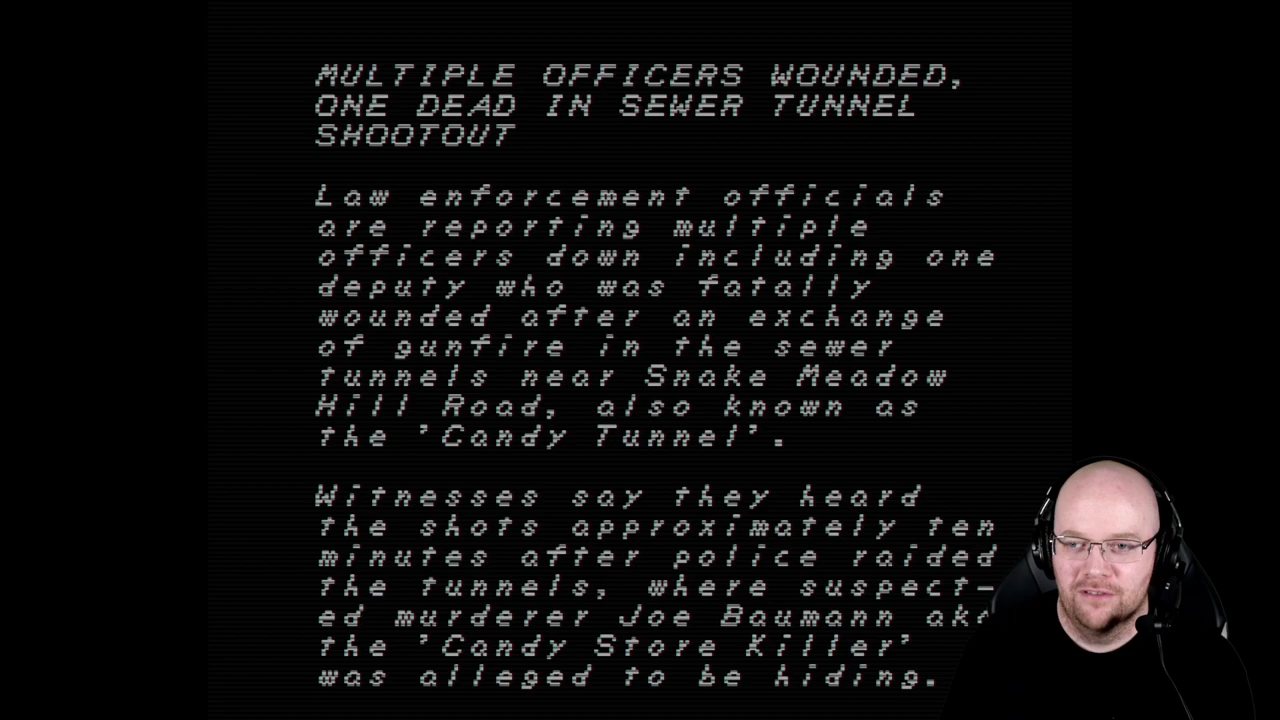 MULTIPLE OFFICERS WOUNDED,
ONE DEAD IN SEWER TUNNEL
SHOOTOUT
Law enforcement officials
are reporting multiple
officers down including one
deputy who was fatally
wounded after an exchange
of gunfire in the sewer
tunnels near Snake Meadow
Hill Road, also known as
the 'Candy Tunnel'.
Witnesses say they heard
the shots approximately ten
minutes after police raided
the tunnels, where suspect-
ed murderer Joe Baumann aka
the 'Candy Store Killer'
was alleged to be hiding.